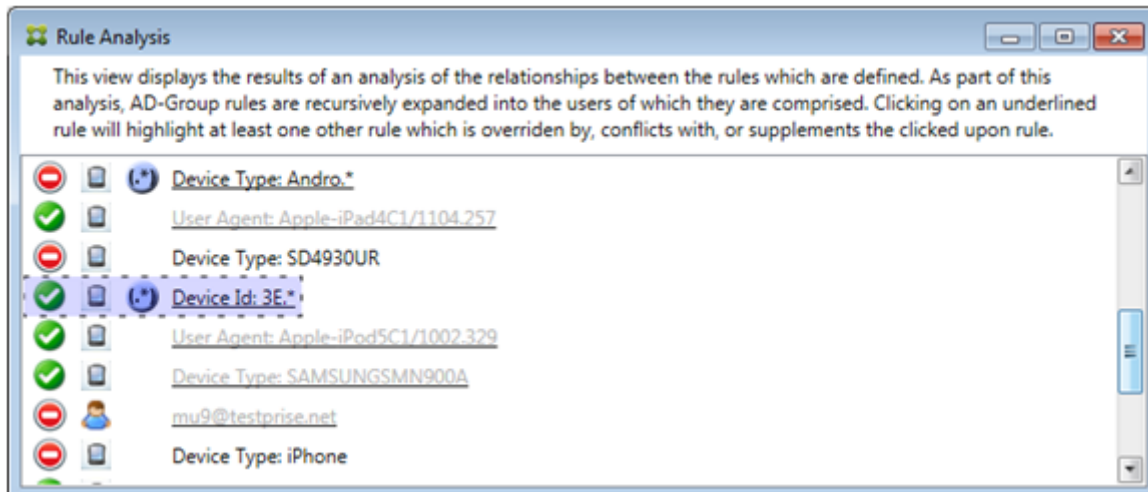 Rule Analysis
This view displays the results of an analysis of the relationships between the rules which are defined. As part of this
analysis, AD-Group rules are recursively expanded into the users of which they are comprised. Clicking on an underlined
rule will highlight at least one other rule which is overriden by, conflicts with, or supplements the clicked upon rule.
(.*) Device Type: Andro.*
User Agent: Apple-iPad4C1/1104.257
Device Type: SD4930UR
(.*) Device Id: 3E.*
User Agent: Apple-iPod5C1/1002.329
Device Type: SAMSUNGSMN900A
mu9@testprise.net
Device Type: iPhone